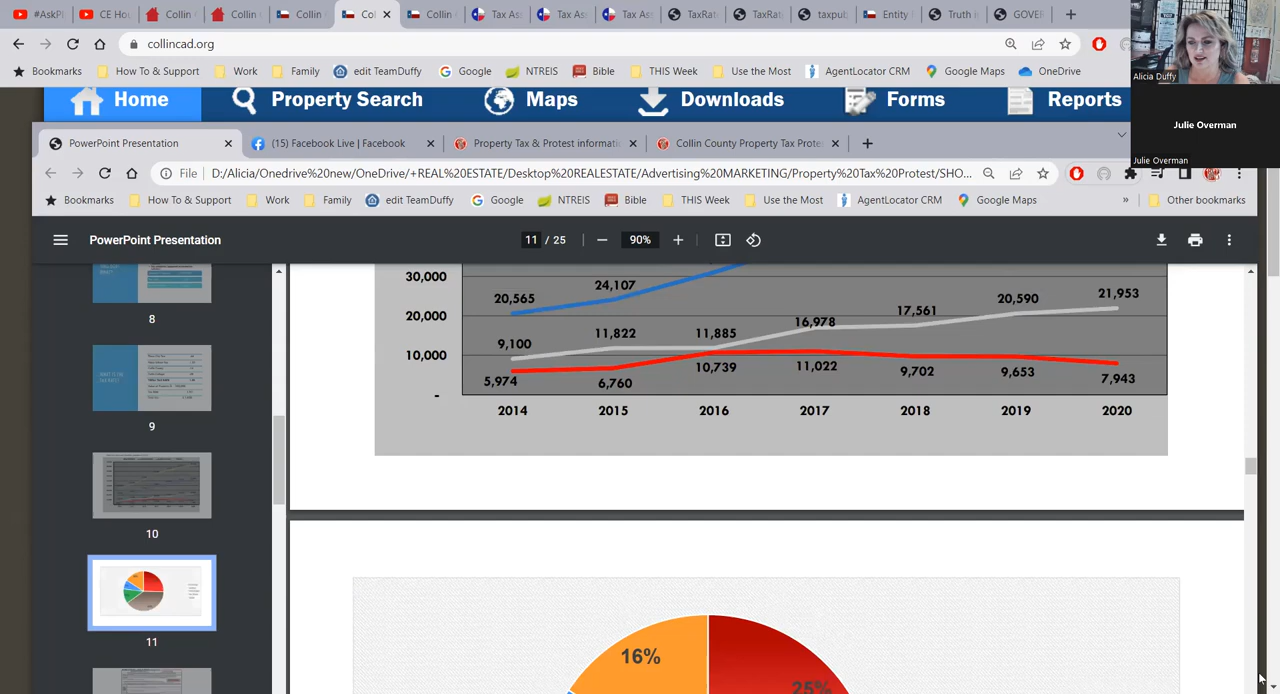 #AskPl
CE Hou
Collin
Collin
Collin
Col
Collin
Tax Ass
Tax Ass
Tax Ass
TaxRat
TaxRat
taxpub
Entity
Truth i
GOVER
collincad.org
Bookmarks
How To & Support
Work
Family
edit TeamDuffy
Google
NTREIS
Bible
THIS Week
Use the Most
AgentLocator CRM
Google Maps
OneDrive
Alicia Duffy
Home
Property Search
Maps
Downloads
Forms
Reports
Julie Overman
Julie Overman
PowerPoint Presentation
(15) Facebook Live | Facebook
Property Tax & Protest informati
Collin County Property Tax Prote
File
D:/Alicia/Onedrive%20new/OneDrive/+REAL%20ESTATE/Desktop%20REALESTATE/Advertising%20MARKETING/Property%20Tax%20Protest/SHO...
Bookmarks
How To & Support
Work
Family
edit TeamDuffy
Google
NTREIS
Bible
THIS Week
Use the Most
AgentLocator CRM
Google Maps
»
Other bookmarks
PowerPoint Presentation
11 / 25
90%
8
9
10
11
30,000
20,000
10,000
-
20,565
24,107
9,100
11,822
11,885
16,978
17,561
20,590
21,953
5,974
6,760
10,739
11,022
9,702
9,653
7,943
2014
2015
2016
2017
2018
2019
2020
16%
25%